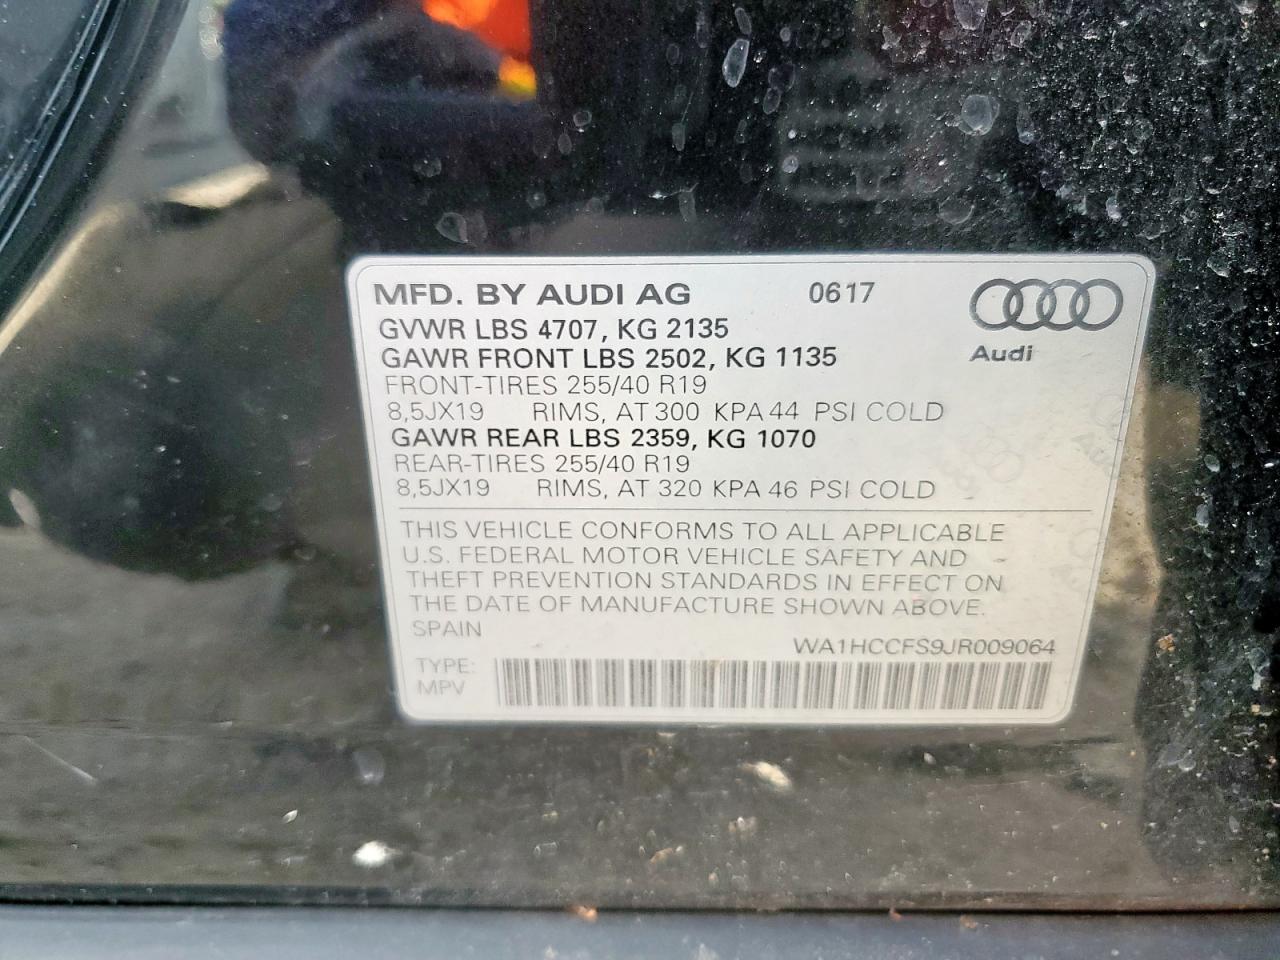 MFD. BY AUDI AG 0617
GVWR LBS 4707, KG 2135
GAWR FRONT LBS 2502, KG 1135
FRONT-TIRES 255/40 R19
8,5JX19 RIMS, AT 300 KPA 44 PSI COLD
GAWR REAR LBS 2359, KG 1070
REAR-TIRES 255/40 R19
8,5JX19 RIMS, AT 320 KPA 46 PSI COLD
Audi
THIS VEHICLE CONFORMS TO ALL APPLICABLE
U.S. FEDERAL MOTOR VEHICLE SAFETY AND
THEFT PREVENTION STANDARDS IN EFFECT ON
THE DATE OF MANUFACTURE SHOWN ABOVE.
SPAIN
WA1HCCFS9JR009064
TYPE:
MPV